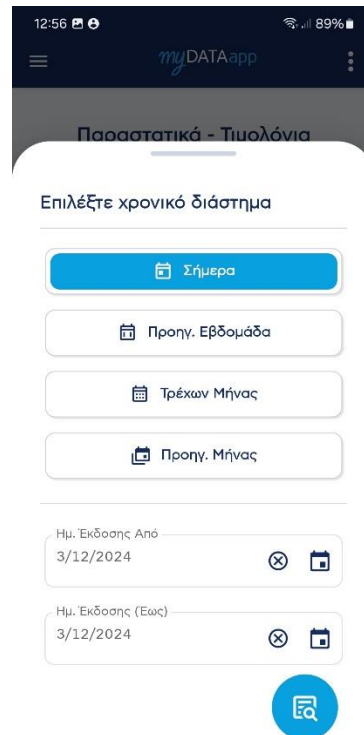 12:56 89%
myDATAapp
Παραστατικά - Τιμολόγια
Επιλέξτε χρονικό διάστημα
Σήμερα
Προηγ. Εβδομάδα
Τρέχων Μήνας
Προηγ. Μήνας
Ημ. Έκδοσης Από
3/12/2024
Ημ. Έκδοσης (Έως)
3/12/2024